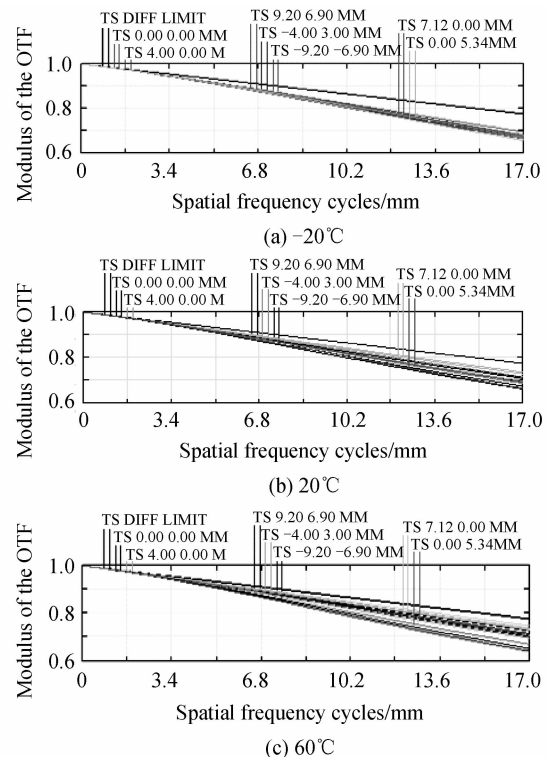 TS DIFF LIMIT
TS 0.00 0.00 MM
TS 4.00 0.00 M
TS 9.20 6.90 MM
TS −4.00 3.00 MM
TS −9.20 −6.90 MM
TS 7.12 0.00 MM
TS 0.00 5.34MM
Modulus of the OTF
1.0
0.8
0.6
0 3.4 6.8 10.2 13.6 17.0
Spatial frequency cycles/mm
(a) −20℃
TS DIFF LIMIT
TS 0.00 0.00 MM
TS 4.00 0.00 M
TS 9.20 6.90 MM
TS −4.00 3.00 MM
TS −9.20 −6.90 MM
TS 7.12 0.00 MM
TS 0.00 5.34MM
Modulus of the OTF
1.0
0.8
0.6
0 3.4 6.8 10.2 13.6 17.0
Spatial frequency cycles/mm
(b) 20℃
TS DIFF LIMIT
TS 0.00 0.00 MM
TS 4.00 0.00 M
TS 9.20 6.90 MM
TS −4.00 3.00 MM
TS −9.20 −6.90 MM
TS 7.12 0.00 MM
TS 0.00 5.34MM
Modulus of the OTF
1.0
0.8
0.6
0 3.4 6.8 10.2 13.6 17.0
Spatial frequency cycles/mm
(c) 60℃